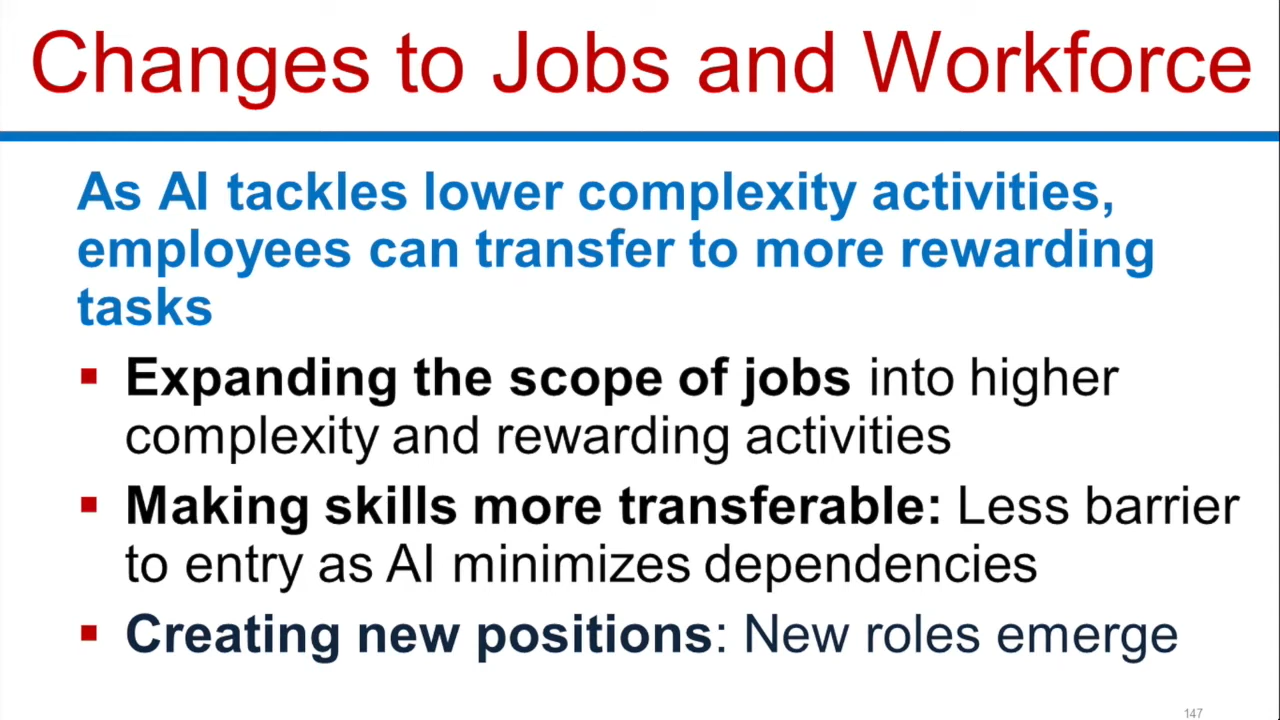 Changes to Jobs and Workforce
As AI tackles lower complexity activities,
employees can transfer to more rewarding
tasks
▪ Expanding the scope of jobs into higher
complexity and rewarding activities
▪ Making skills more transferable: Less barrier
to entry as AI minimizes dependencies
▪ Creating new positions: New roles emerge
147